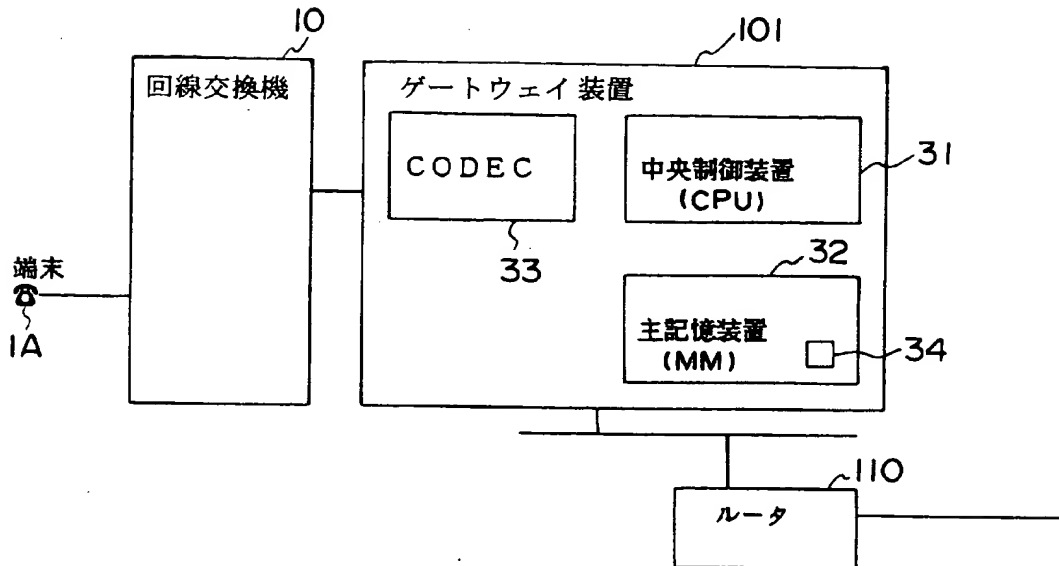 10
回線交換機
101
ゲートウェイ装置
CODEC
33
中央制御装置
(CPU)
31
32
主記憶装置
(MM)
34
端末
1A
110
ルータ